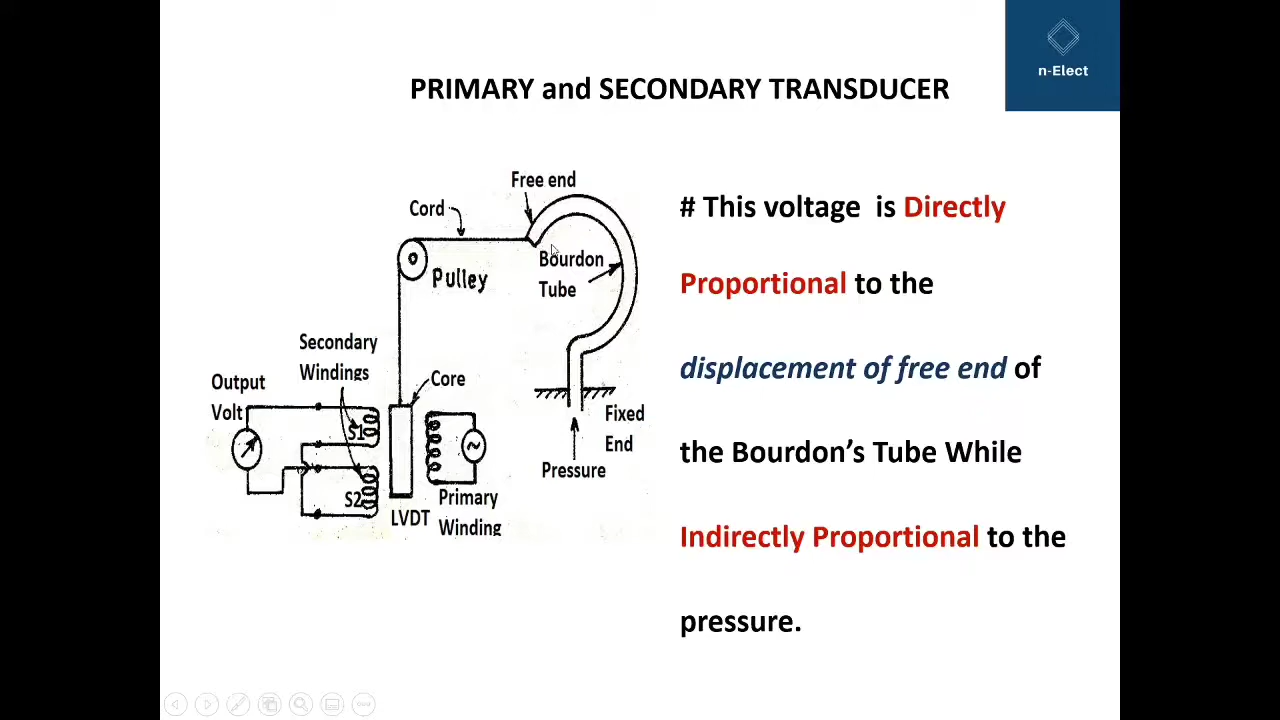 n-Elect
PRIMARY and SECONDARY TRANSDUCER
Free end
Cord
Bourdon
Tube
Pulley
Secondary
Windings
Core
Output
Volt
S1
S2
Fixed
End
Pressure
Primary
Winding
LVDT
# This voltage is Directly
Proportional to the
displacement of free end of
the Bourdon’s Tube While
Indirectly Proportional to the
pressure.